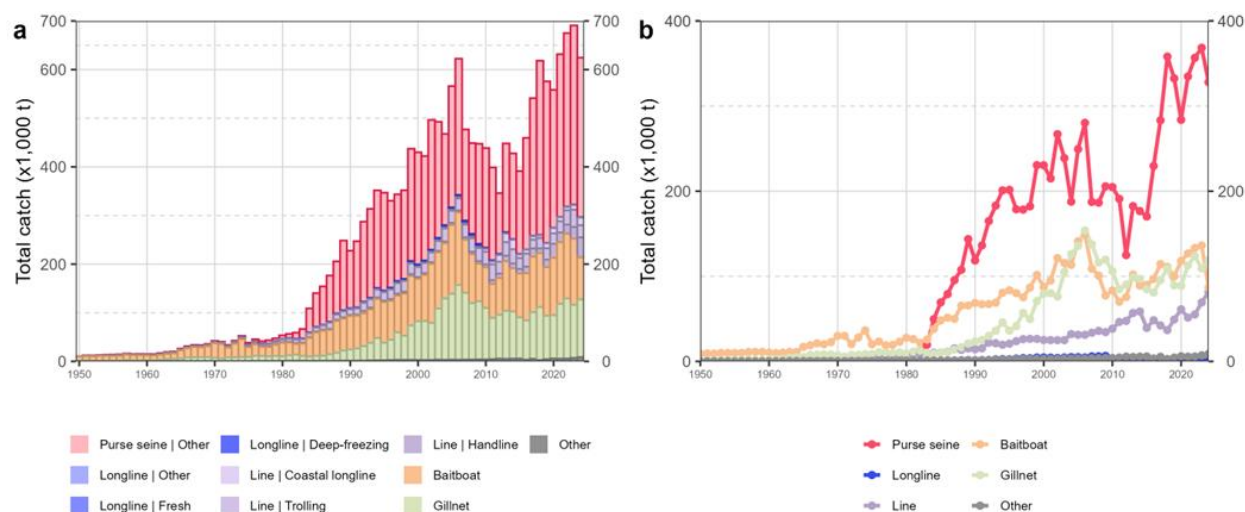 a
Total catch (x1,000 t)
700
600
400
200
0
700
600
400
200
0
1950 1960 1970 1980 1990 2000 2010 2020
Purse seine | Other
Longline | Other
Longline | Fresh
Longline | Deep-freezing
Line | Coastal longline
Line | Trolling
Line | Handline
Baitboat
Gillnet
Other
b
Total catch (x1,000 t)
400
200
0
400
200
0
1950 1960 1970 1980 1990 2000 2010 2020
Purse seine
Longline
Line
Baitboat
Gillnet
Other